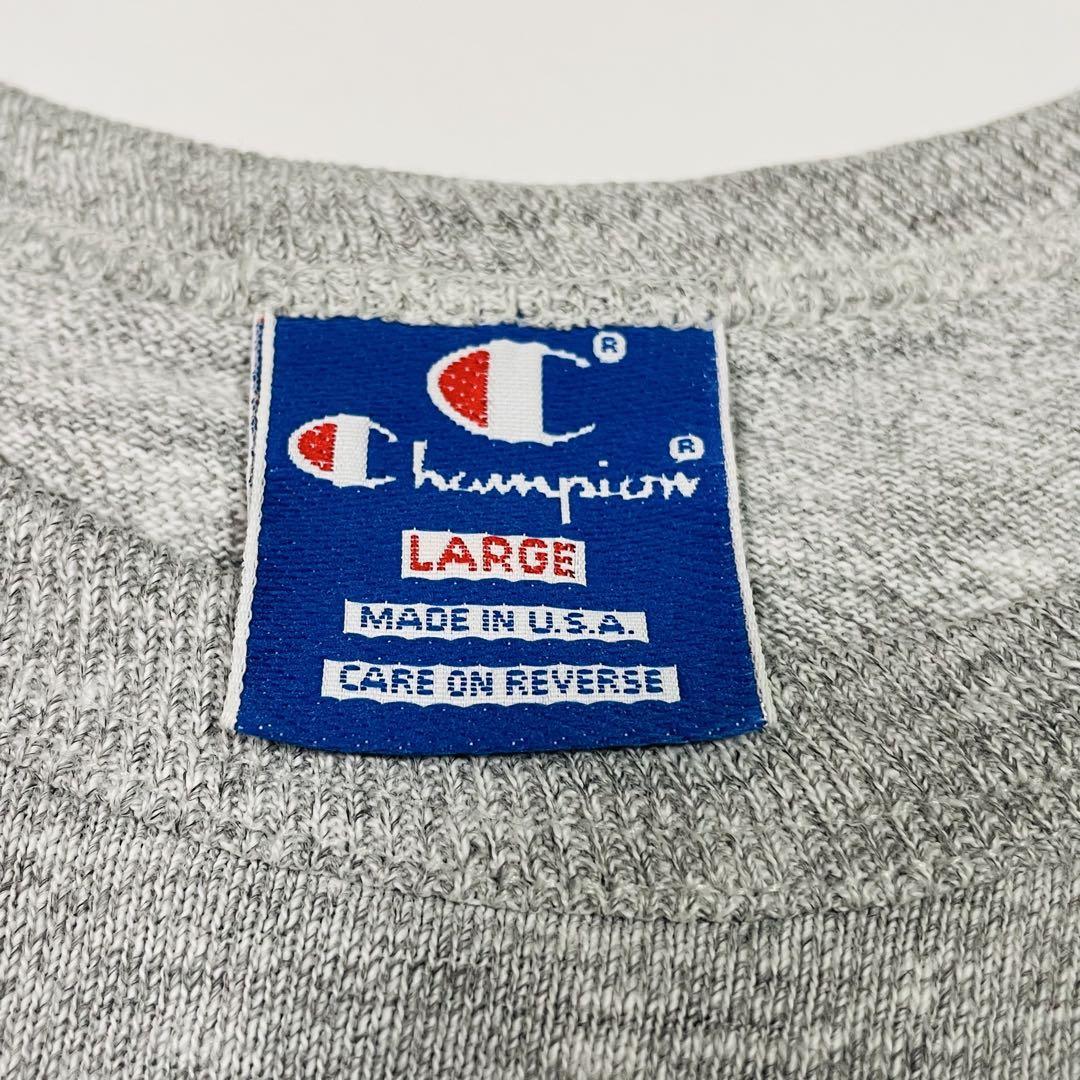 C®
Champion®
LARGE
MADE IN U.S.A.
CARE ON REVERSE